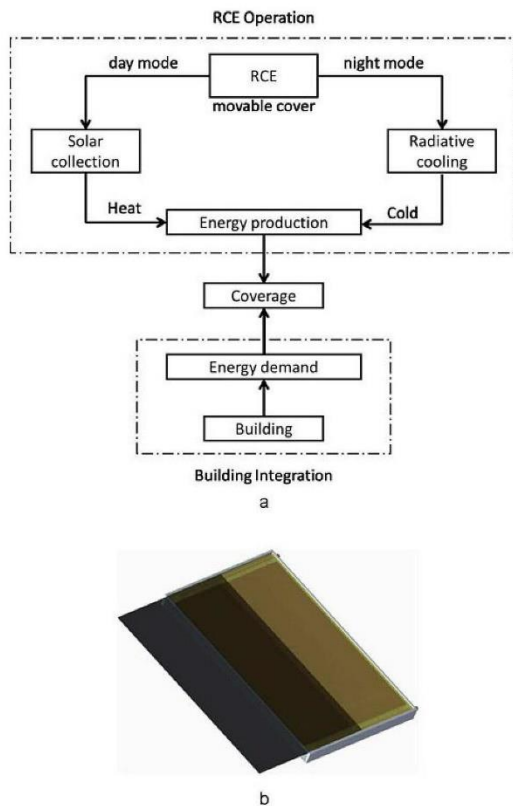 RCE Operation
day mode
RCE
night mode
movable cover
Solar
collection
Radiative
cooling
Heat
Cold
Energy production
Coverage
Energy demand
Building
Building Integration
a
b